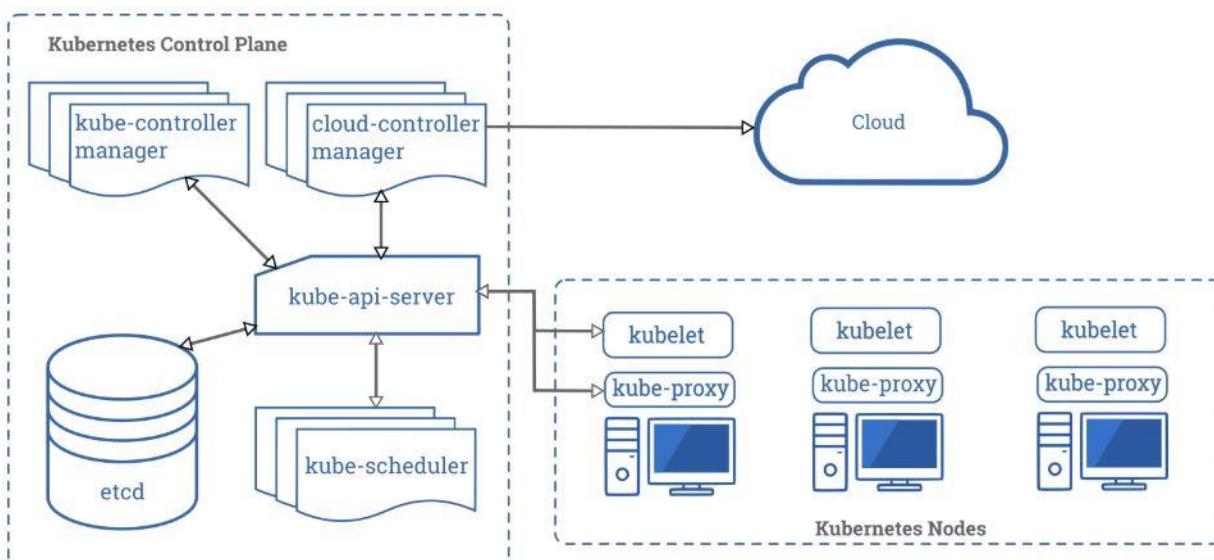 Kubernetes Control Plane
kube-controller
manager
cloud-controller
manager
Cloud
kube-api-server
etcd
kube-scheduler
kubelet
kubelet
kubelet
kube-proxy
kube-proxy
kube-proxy
Kubernetes Nodes